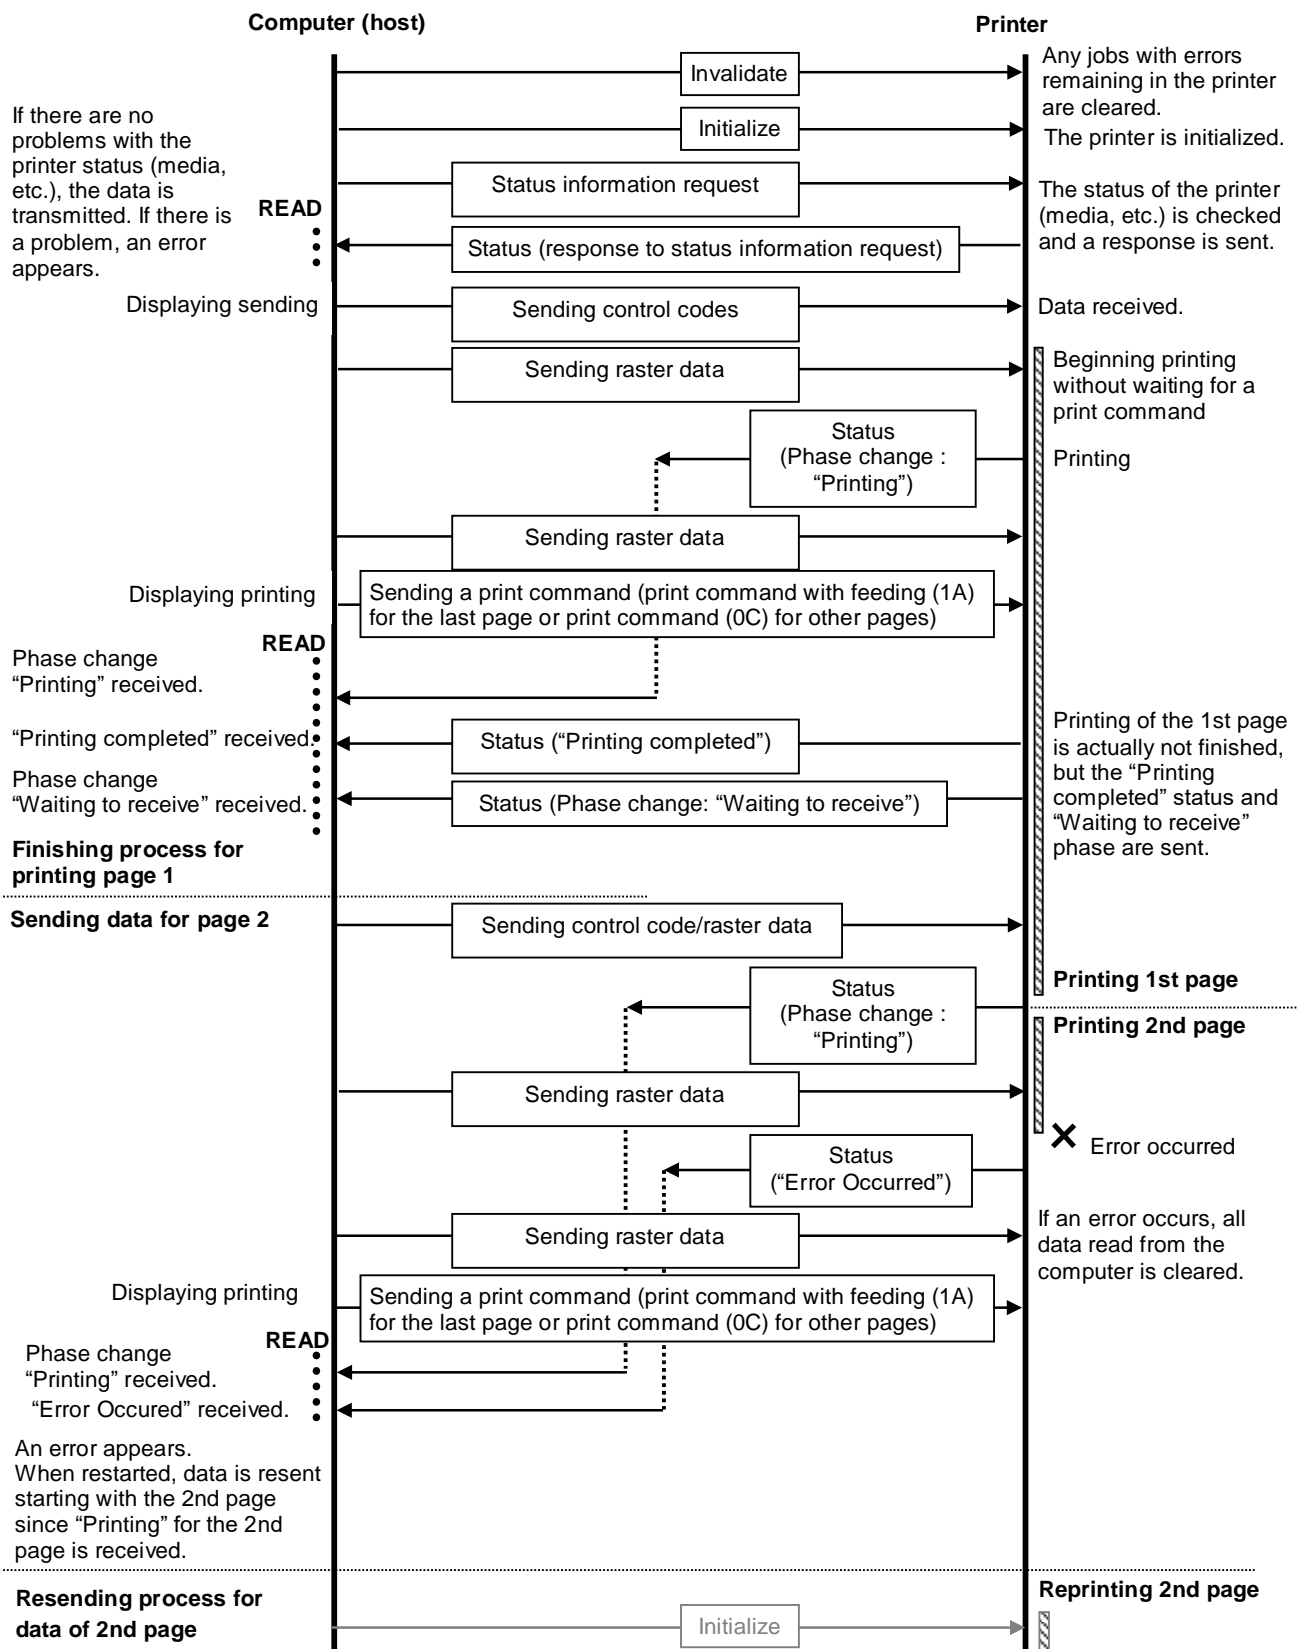 Computer (host)
Printer
Invalidate
Any jobs with errors
remaining in the printer
are cleared.
If there are no
problems with the
printer status (media,
etc.), the data is
transmitted. If there is
a problem, an error
appears.
Initialize
The printer is initialized.
Status information request
READ
The status of the printer
(media, etc.) is checked
and a response is sent.
Status (response to status information request)
Displaying sending
Sending control codes
Data received.
Sending raster data
Beginning printing
without waiting for a
print command
Status
(Phase change :
“Printing”)
Printing
Sending raster data
Displaying printing
Sending a print command (print command with feeding (1A)
for the last page or print command (0C) for other pages)
READ
Phase change
“Printing” received.
“Printing completed” received.
Status (“Printing completed”)
Printing of the 1st page
is actually not finished,
but the “Printing
completed” status and
“Waiting to receive”
phase are sent.
Phase change
“Waiting to receive” received.
Status (Phase change: “Waiting to receive”)
Finishing process for
printing page 1
Sending data for page 2
Sending control code/raster data
Printing 1st page
Status
(Phase change :
“Printing”)
Printing 2nd page
Sending raster data
Error occurred
Status
(“Error Occurred”)
Sending raster data
If an error occurs, all
data read from the
computer is cleared.
Displaying printing
Sending a print command (print command with feeding (1A)
for the last page or print command (0C) for other pages)
READ
Phase change
“Printing” received.
“Error Occured” received.
An error appears.
When restarted, data is resent
starting with the 2nd page
since “Printing” for the 2nd
page is received.
Resending process for
data of 2nd page
Reprinting 2nd page
Initialize